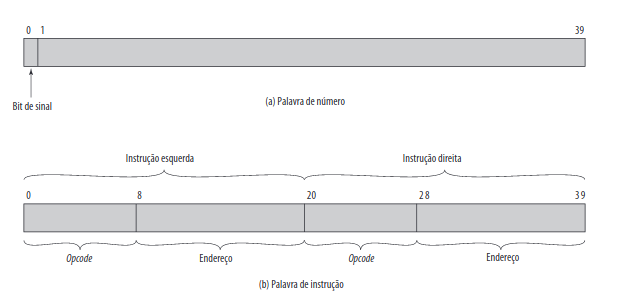 0 1 39
Bit de sinal
(a) Palavra de número
Instrução esquerda Instrução direita
0 8 20 28 39
Opcode Endereço Opcode Endereço
(b) Palavra de instrução